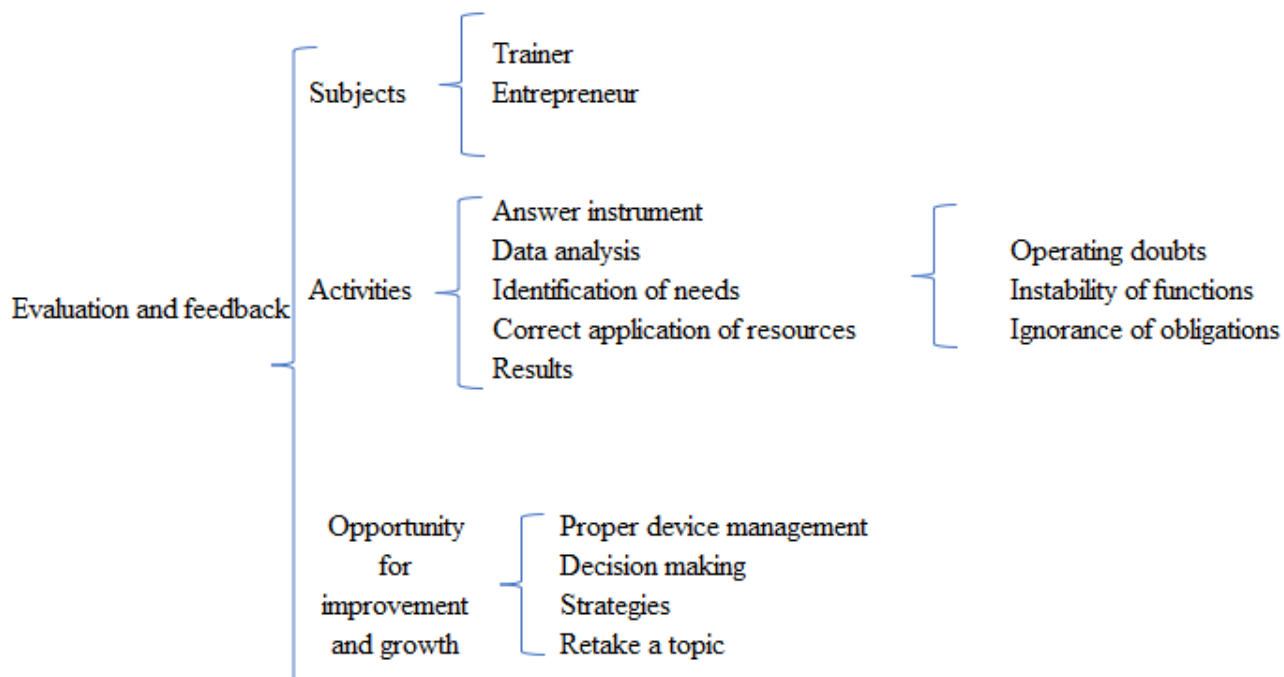 Evaluation and feedback
Subjects
Trainer
Entrepreneur
Activities
Answer instrument
Data analysis
Identification of needs
Correct application of resources
Results
Operating doubts
Instability of functions
Ignorance of obligations
Opportunity
for
improvement
and growth
Proper device management
Decision making
Strategies
Retake a topic